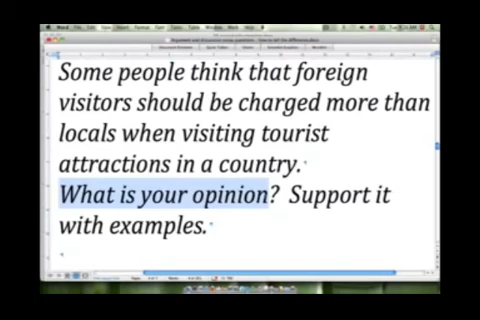 Some people think that foreign
visitors should be charged more than
locals when visiting tourist
attractions in a country.
What is your opinion?  Support it
with examples.